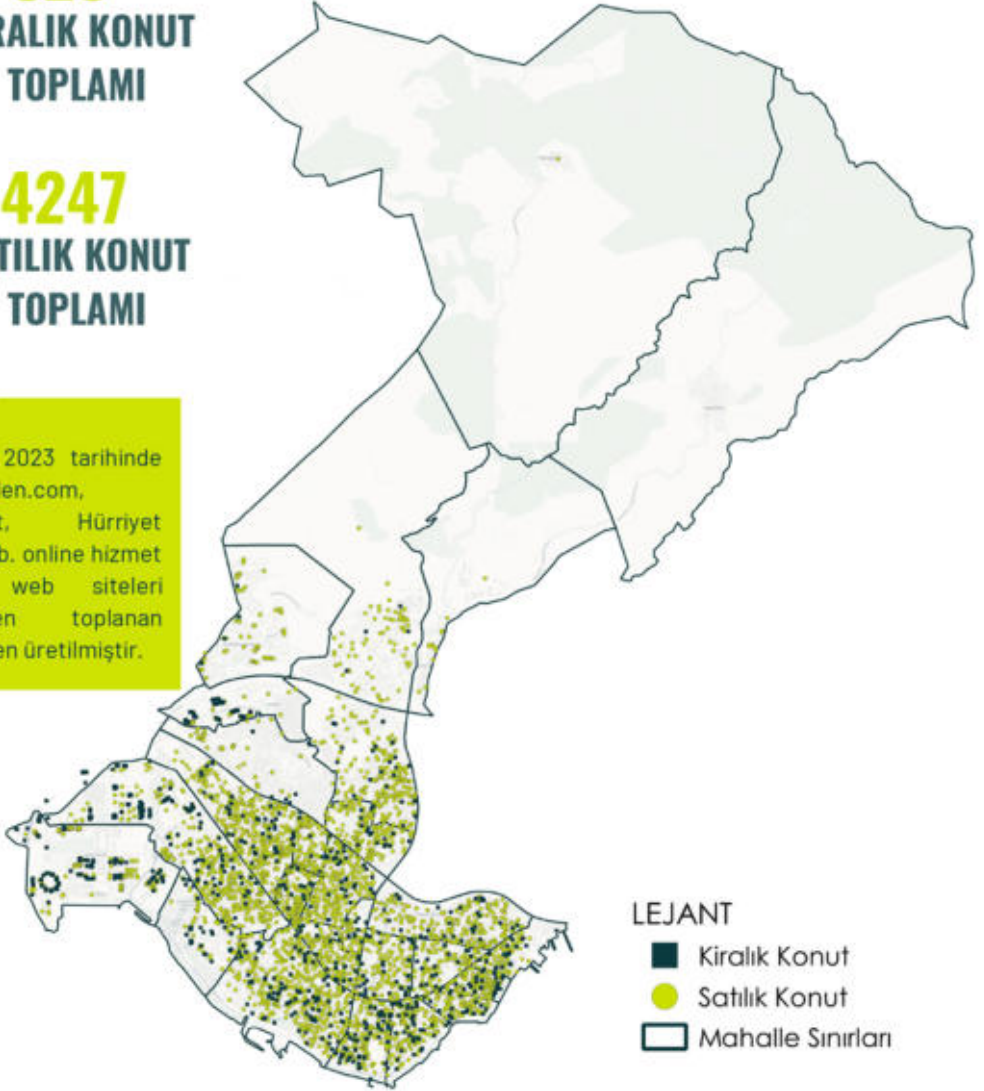 RALIK KONUT
TOPLAMI
4247
TILIK KONUT
TOPLAMI
2023 tarihinde
den.com,
t, Hürriyet
b. online hizmet
web siteleri
en toplanan
en üretilmiştir.
LEJANT
Kiralık Konut
Satılık Konut
Mahalle Sınırları